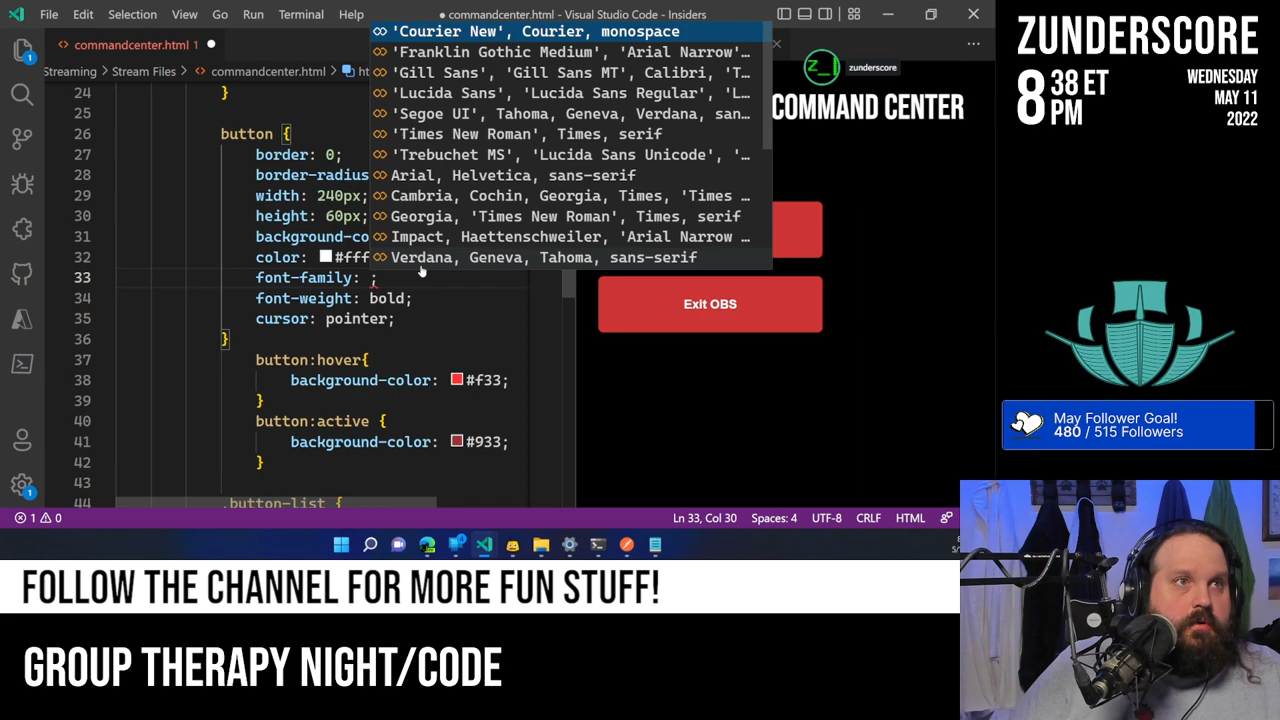 File Edit Selection View Go Run Terminal Help
● commandcenter.html - Visual Studio Code - Insiders
commandcenter.html 1 ●
Streaming > Stream Files > commandcenter.html >
24 }
25
26 button {
27 border: 0;
28 border-radius
29 width: 240px;
30 height: 60px;
31 background-co
32 color: #fff
33 font-family: ;
34 font-weight: bold;
35 cursor: pointer;
36 }
37 button:hover{
38 background-color: #f33;
39 }
40 button:active {
41 background-color: #933;
42 }
43
44 .button-list {
'Courier New', Courier, monospace
'Franklin Gothic Medium', 'Arial Narrow'…
'Gill Sans', 'Gill Sans MT', Calibri, 'T…
'Lucida Sans', 'Lucida Sans Regular', 'L…
'Segoe UI', Tahoma, Geneva, Verdana, san…
'Times New Roman', Times, serif
'Trebuchet MS', 'Lucida Sans Unicode', '…
Arial, Helvetica, sans-serif
Cambria, Cochin, Georgia, Times, 'Times …
Georgia, 'Times New Roman', Times, serif
Impact, Haettenschweiler, 'Arial Narrow …
Verdana, Geneva, Tahoma, sans-serif
z_
zunderscore
COMMAND CENTER
Exit OBS
1 0
Ln 33, Col 30 Spaces: 4 UTF-8 CRLF HTML
ZUNDERSCORE
8 38 ET PM
WEDNESDAY
MAY 11
2022
May Follower Goal!
480 / 515 Followers
FOLLOW THE CHANNEL FOR MORE FUN STUFF!
GROUP THERAPY NIGHT/CODE